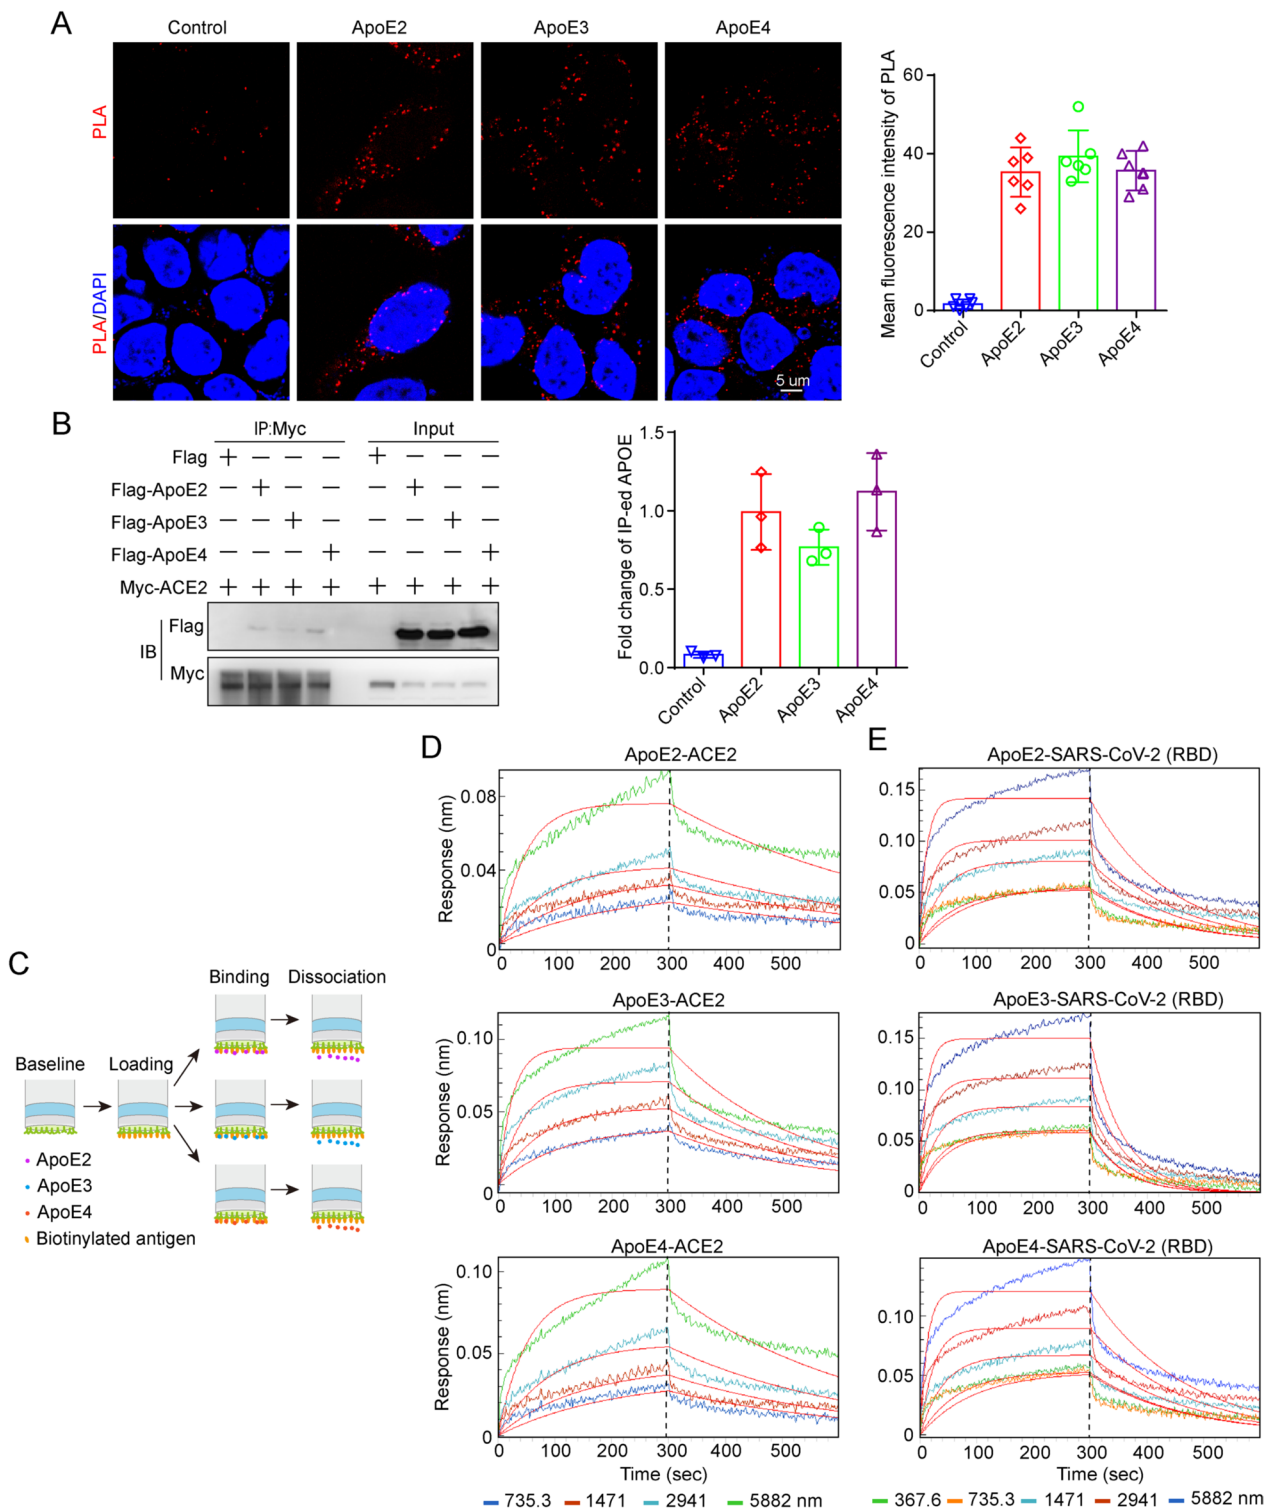 A
Control
ApoE2
ApoE3
ApoE4
PLA
PLA/DAPI
5 um
Mean fluorescence intensity of PLA
60
40
20
0
Control
ApoE2
ApoE3
ApoE4
B
IP:Myc
Input
Flag + − − − + − − −
Flag-ApoE2 − + − − − + − −
Flag-ApoE3 − − + − − − + −
Flag-ApoE4 − − − + − − − +
Myc-ACE2 + + + + + + + +
IB
Flag
Myc
Fold change of IP-ed APOE
1.5
1.0
0.5
0.0
Control
ApoE2
ApoE3
ApoE4
C
Baseline
Loading
Binding
Dissociation
ApoE2
ApoE3
ApoE4
Biotinylated antigen
D
ApoE2-ACE2
Response (nm)
0.08
0.04
0
0 100 200 300 400 500
ApoE3-ACE2
Response (nm)
0.10
0.05
0
0 100 200 300 400 500
ApoE4-ACE2
Response (nm)
0.10
0.05
0
0 100 200 300 400 500
Time (sec)
735.3 1471 2941 5882 nm
E
ApoE2-SARS-CoV-2 (RBD)
0.15
0.10
0.05
0
0 100 200 300 400 500
ApoE3-SARS-CoV-2 (RBD)
0.15
0.10
0.05
0
0 100 200 300 400 500
ApoE4-SARS-CoV-2 (RBD)
0.10
0.05
0
0 100 200 300 400 500
Time (sec)
367.6 735.3 1471 2941 5882 nm